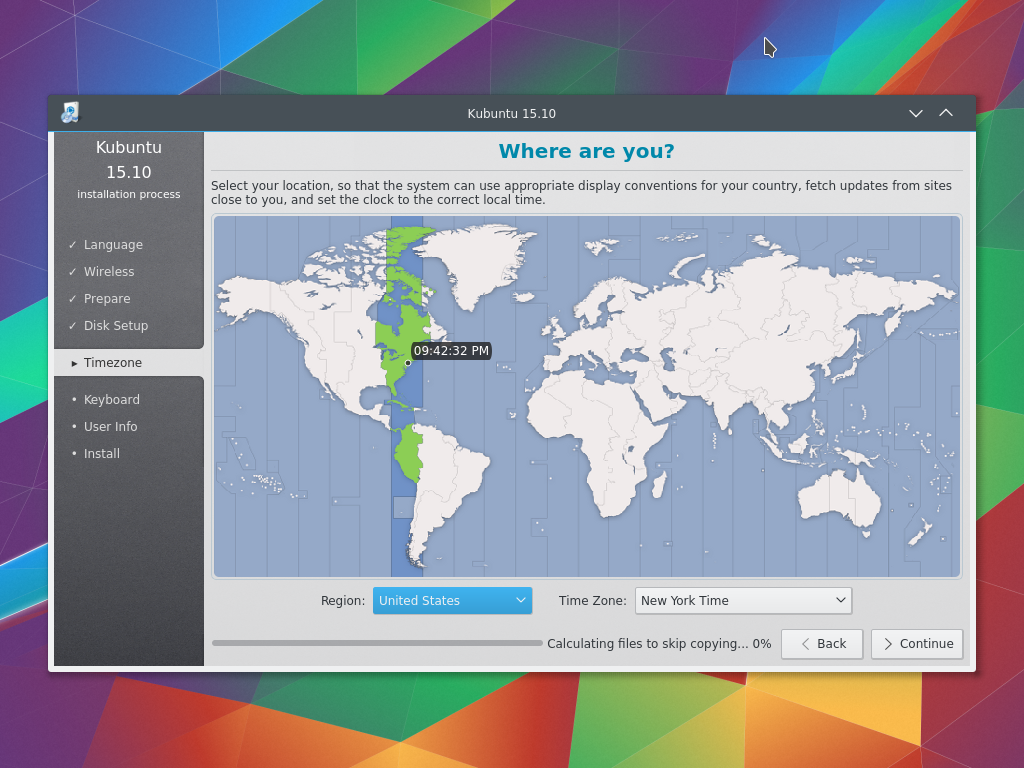 Kubuntu 15.10
Kubuntu
15.10
installation process
✓ Language
✓ Wireless
✓ Prepare
✓ Disk Setup
▸ Timezone
• Keyboard
• User Info
• Install
Where are you?
Select your location, so that the system can use appropriate display conventions for your country, fetch updates from sites
close to you, and set the clock to the correct local time.
09:42:32 PM
Region: United States Time Zone: New York Time
Calculating files to skip copying... 0% Back Continue